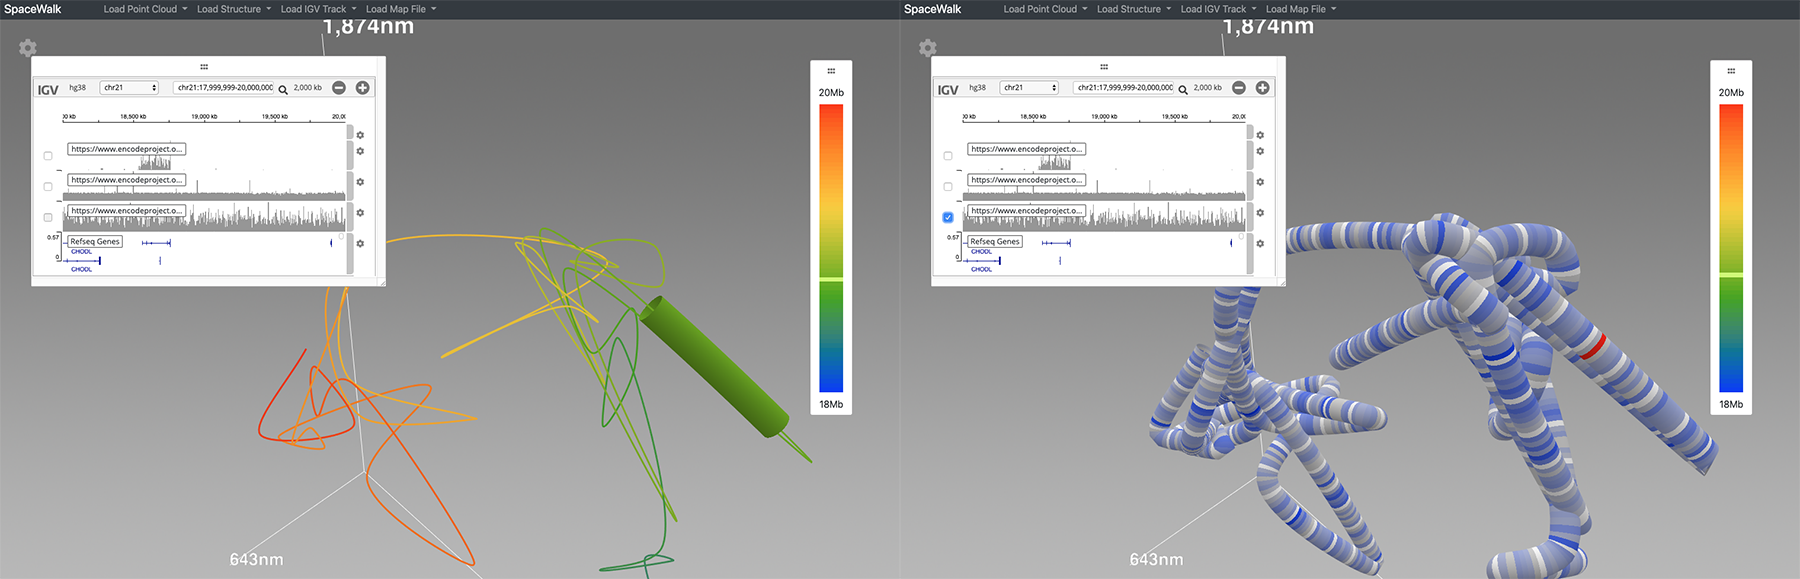 SpaceWalk Load Point Cloud Load Structure Load IGV Track Load Map File
1,874nm
IGV hg38 chr21 chr21:17,999,999-20,000,000 2,000 kb
00 kb 18,500 kb 19,000 kb 19,500 kb 20,0
https://www.encodeproject.o...
https://www.encodeproject.o...
https://www.encodeproject.o...
0.57
Refseq Genes
CHODL
0
CHODL
20Mb
18Mb
643nm
SpaceWalk Load Point Cloud Load Structure Load IGV Track Load Map File
1,874nm
IGV hg38 chr21 chr21:17,999,999-20,000,000 2,000 kb
00 kb 18,500 kb 19,000 kb 19,500 kb 20,0
https://www.encodeproject.o...
https://www.encodeproject.o...
https://www.encodeproject.o...
0.57
Refseq Genes
CHODL
0
CHODL
20Mb
18Mb
643nm